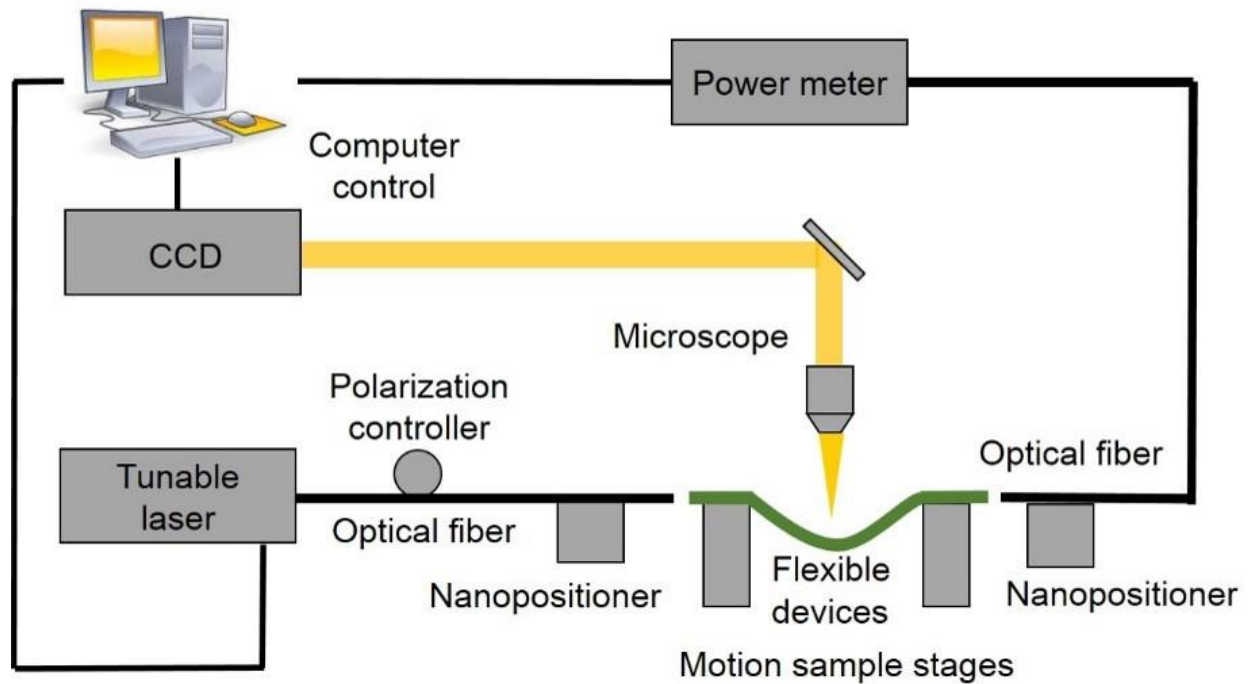 Power meter
Computer
control
CCD
Microscope
Polarization
controller
Tunable
laser
Optical fiber
Optical fiber
Nanopositioner
Flexible
devices
Nanopositioner
Motion sample stages